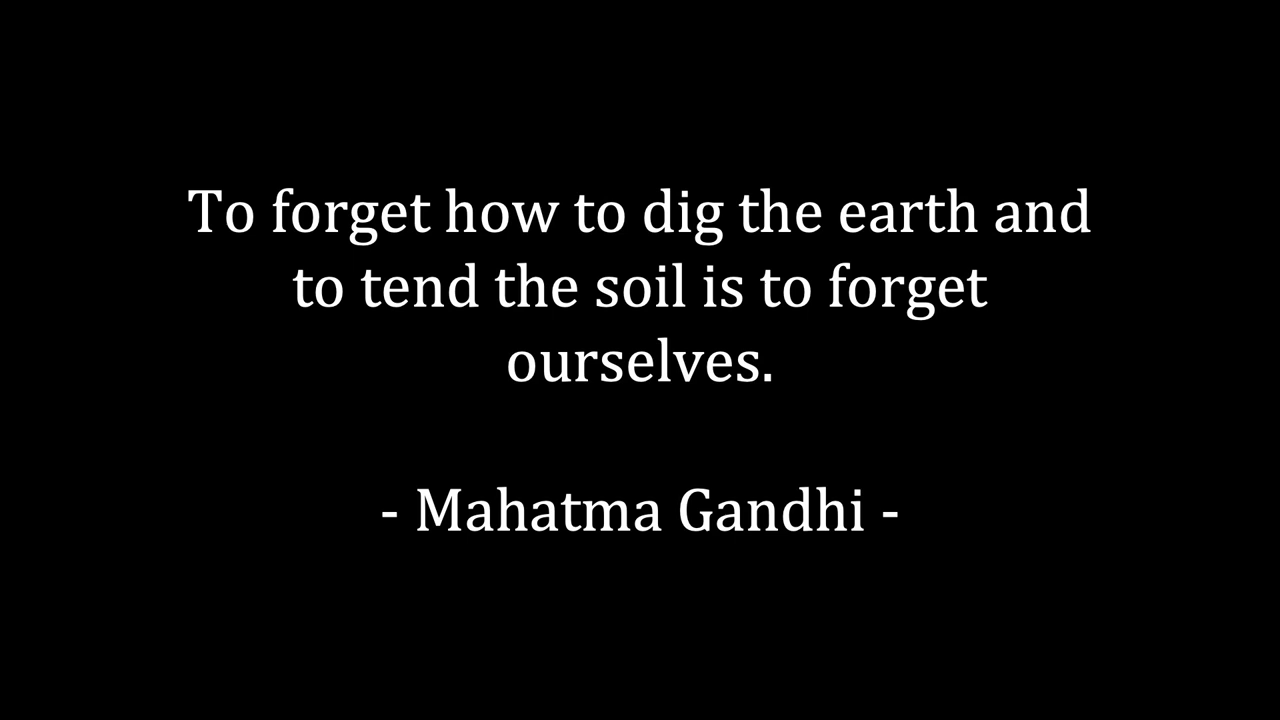 To forget how to dig the earth and
to tend the soil is to forget
ourselves.
- Mahatma Gandhi -